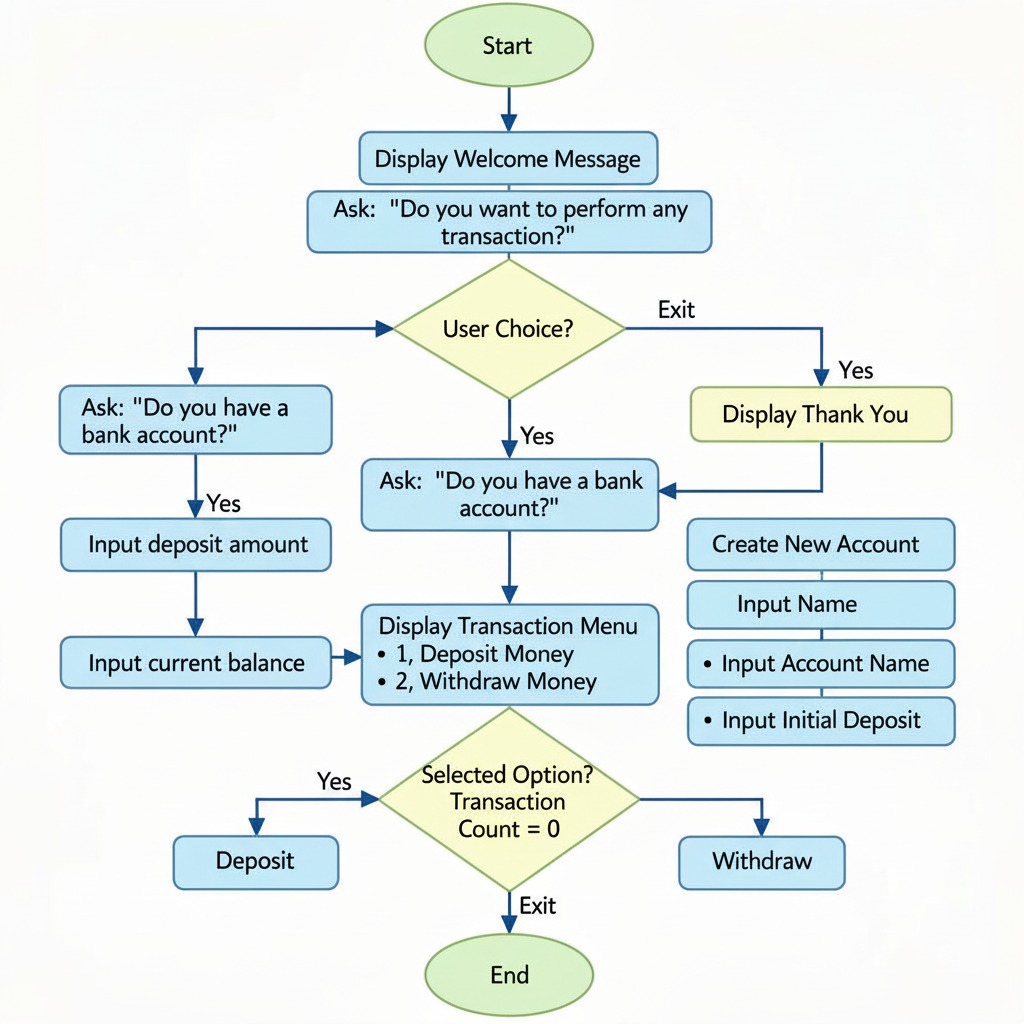 Start
Display Welcome Message
Ask: "Do you want to perform any
transaction?"
User Choice?
Exit
Yes
Ask: "Do you have a
bank account?"
Display Thank You
Yes
Ask: "Do you have a bank
account?"
Yes
Input deposit amount
Create New Account
Input Name
Display Transaction Menu
• 1, Deposit Money
• 2, Withdraw Money
Input current balance
• Input Account Name
• Input Initial Deposit
Selected Option?
Transaction
Count = 0
Yes
Deposit
Withdraw
Exit
End